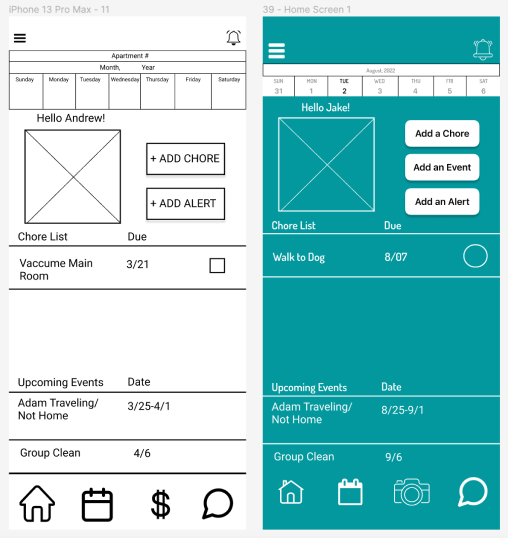 iPhone 13 Pro Max - 11
Apartment #
Month, Year
Sunday Monday Tuesday Wednesday Thursday Friday Saturday
Hello Andrew!
+ ADD CHORE
+ ADD ALERT
Chore List Due
Vaccume Main
Room
3/21
Upcoming Events Date
Adam Traveling/
Not Home
3/25-4/1
Group Clean 4/6
$
39 - Home Screen 1
August, 2022
SUN MON TUE WED THU FRI SAT
31 1 2 3 4 5 6
Hello Jake!
Add a Chore
Add an Event
Add an Alert
Chore List Due
Walk to Dog 8/07
Upcoming Events Date
Adam Traveling/
Not Home
8/25-9/1
Group Clean 9/6